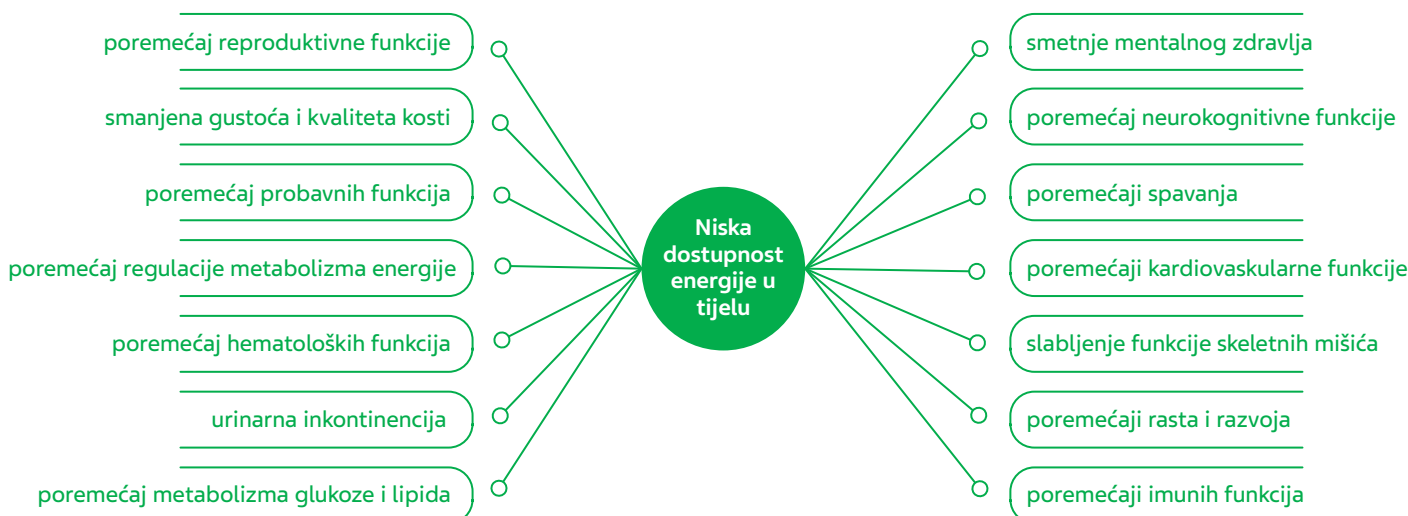 poremećaj reproduktivne funkcije
smanjena gustoća i kvaliteta kosti
poremećaj probavnih funkcija
poremećaj regulacije metabolizma energije
poremećaj hematoloških funkcija
urinarna inkontinencija
poremećaj metabolizma glukoze i lipida
Niska
dostupnost
energije u
tijelu
smetnje mentalnog zdravlja
poremećaj neurokognitivne funkcije
poremećaji spavanja
poremećaji kardiovaskularne funkcije
slabljenje funkcije skeletnih mišića
poremećaji rasta i razvoja
poremećaji imunih funkcija